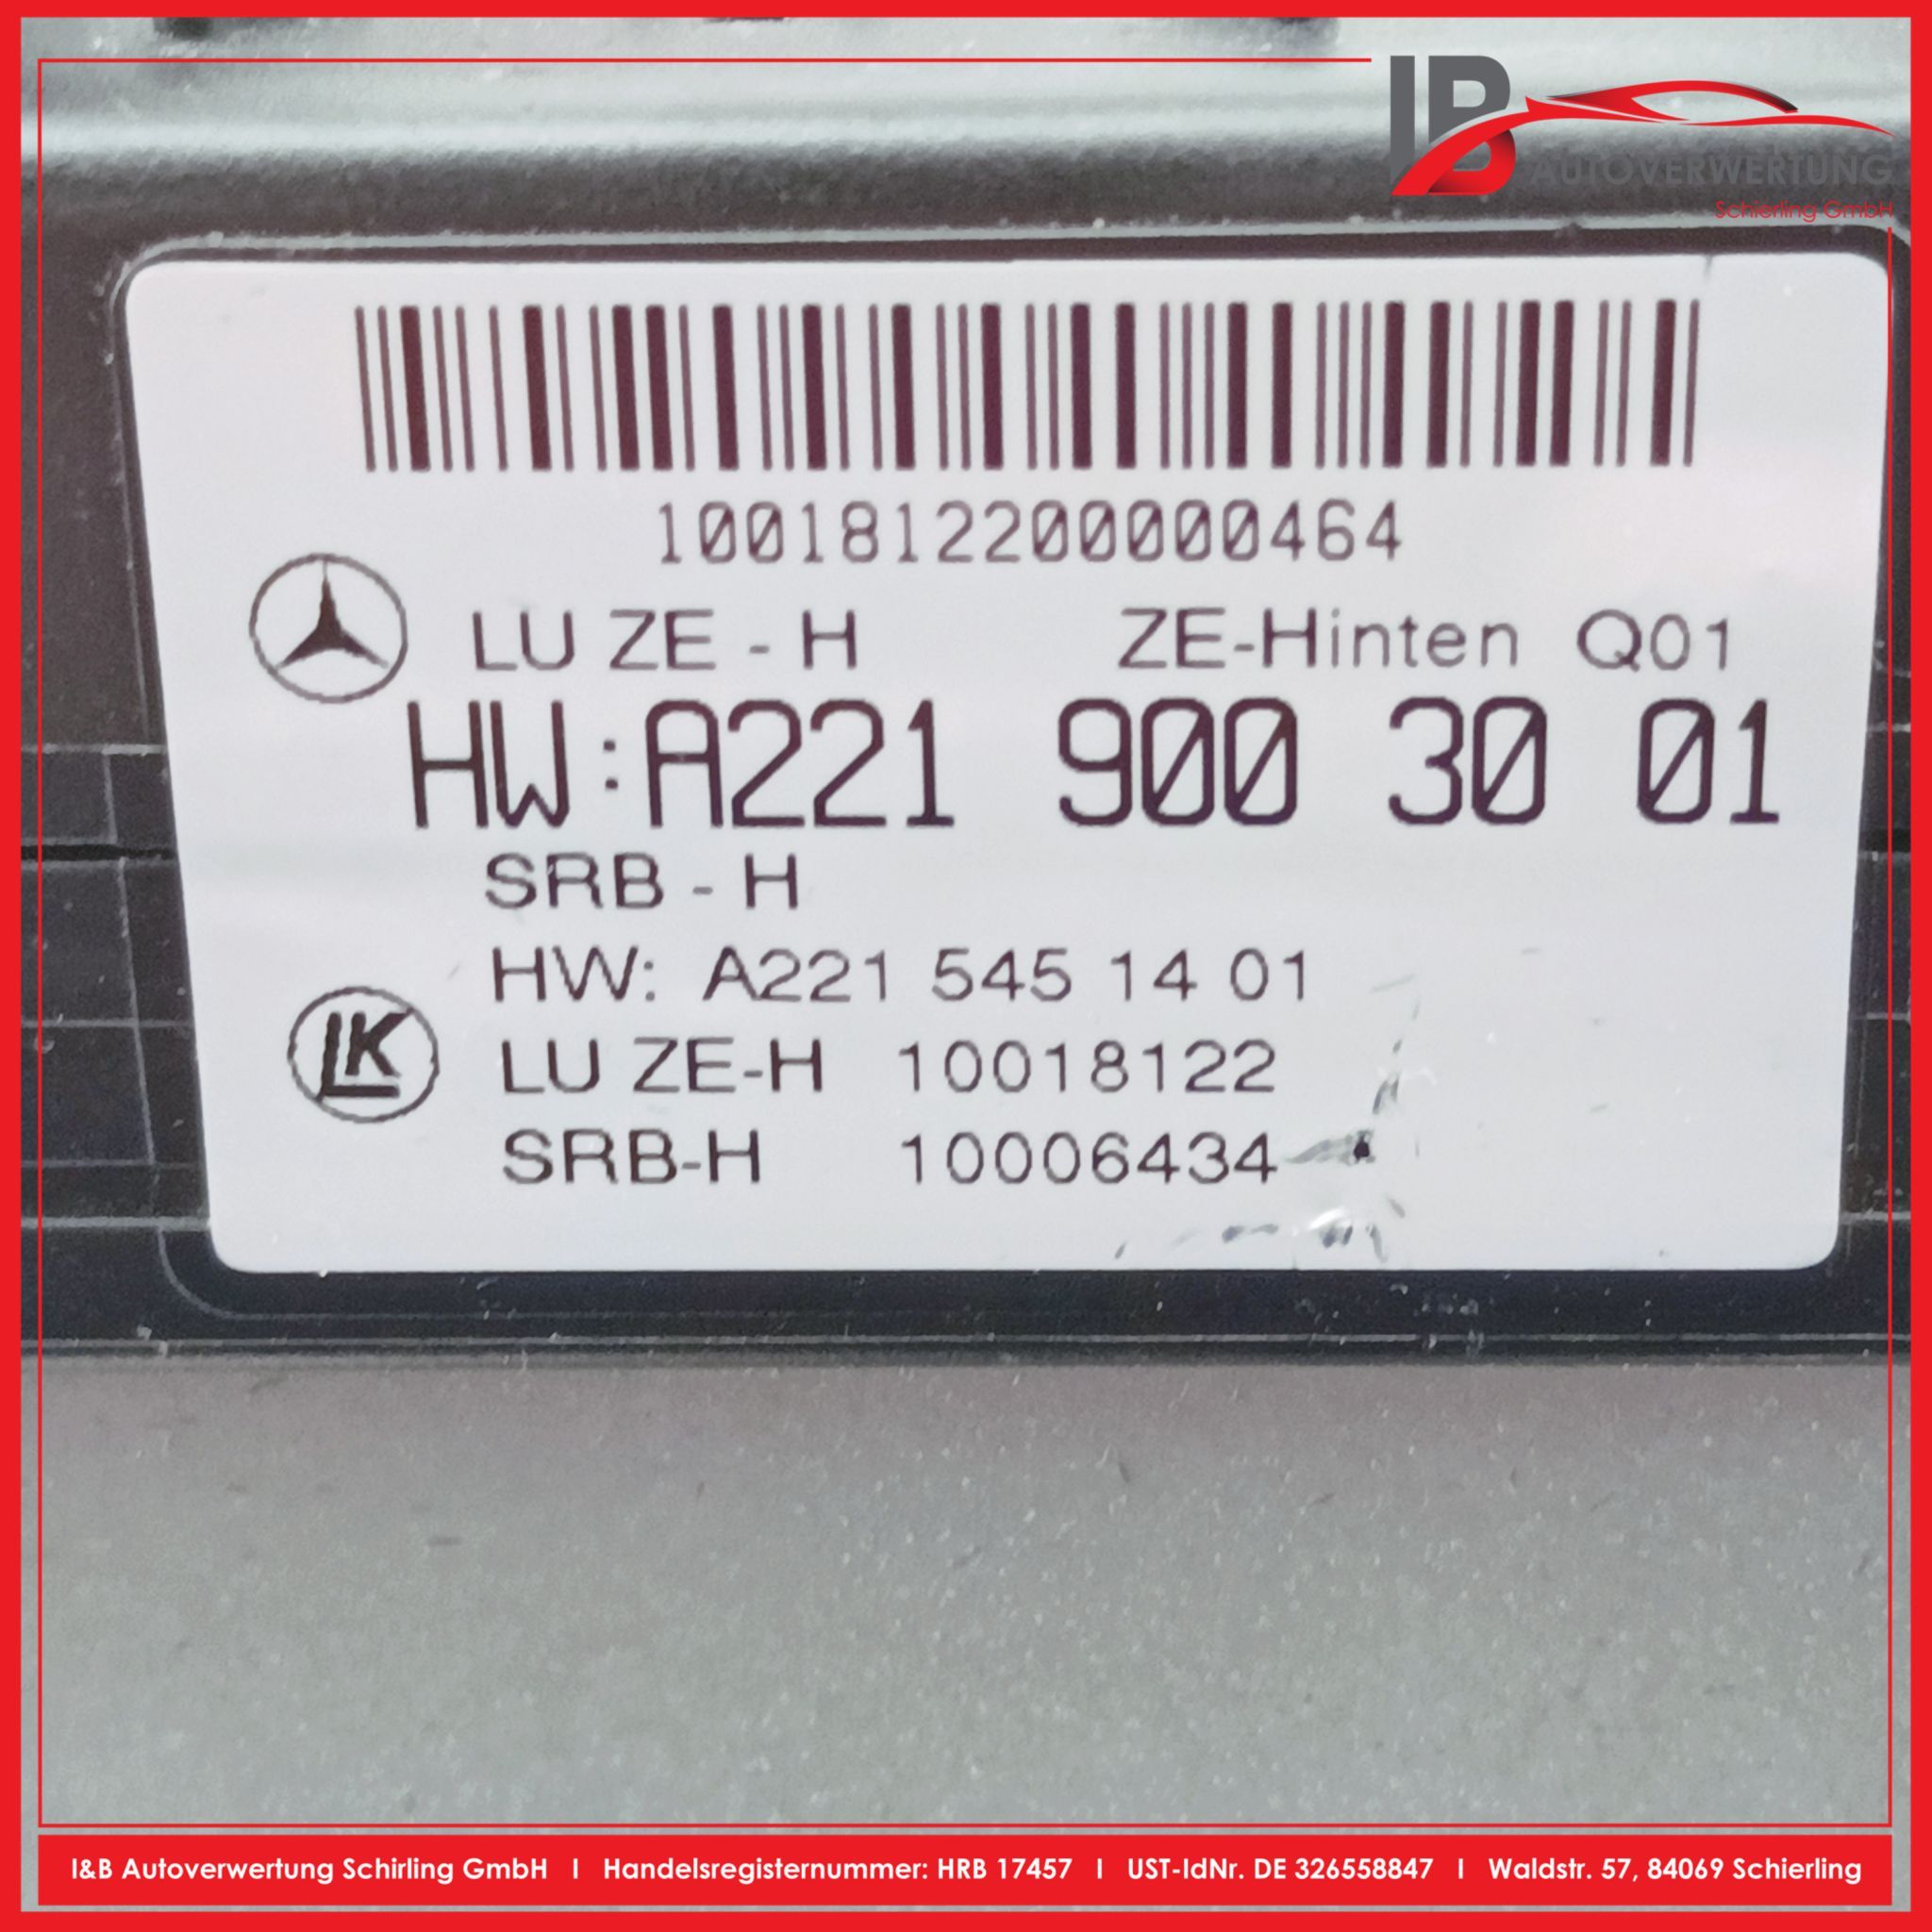 IB
AUTOVERWERTUNG
Schierling GmbH
1001812200000464
LU ZE - H ZE-Hinten Q01
HW:A221 900 30 01
SRB - H
HW: A221 545 14 01
LK
LU ZE-H 10018122
SRB-H 10006434
I&B Autoverwertung Schirling GmbH I Handelsregisternummer: HRB 17457 I UST-IdNr. DE 326558847 I Waldstr. 57, 84069 Schierling